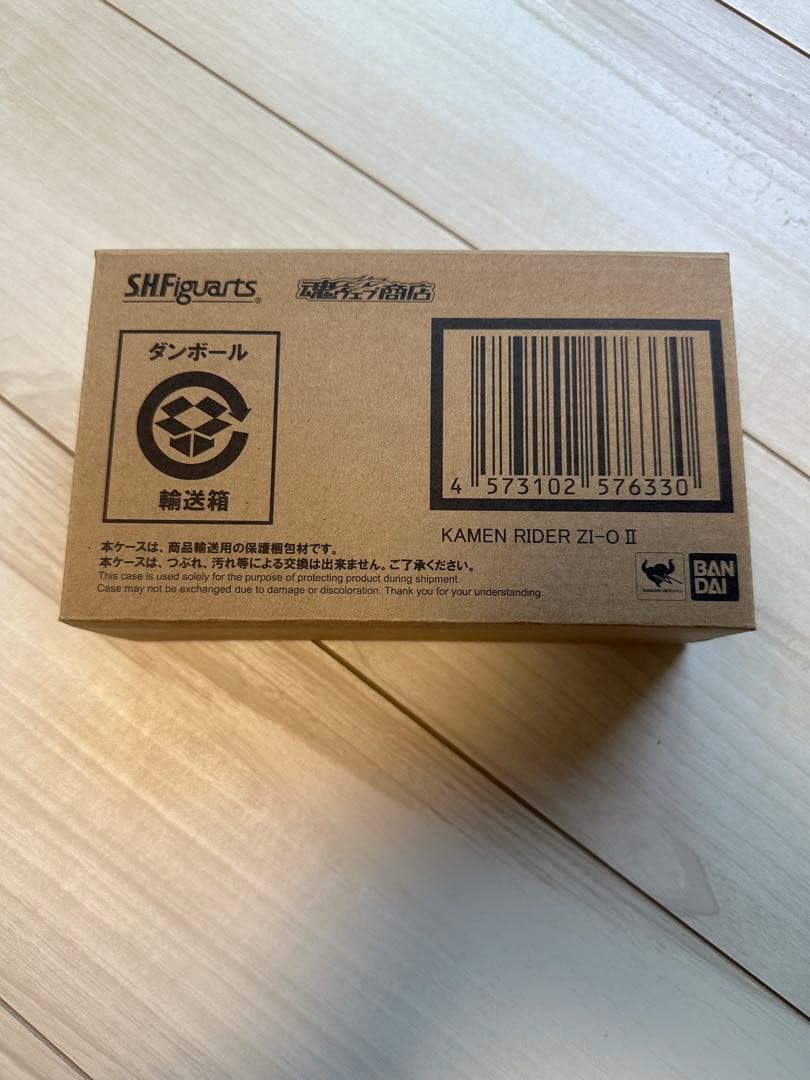 S.H.Figuarts®
魂ウェブ商店
ダンボール
輸送箱
4 573102 576330
KAMEN RIDER ZI-O II
本ケースは、商品輸送用の保護梱包材です。
本ケースは、つぶれ、汚れ等による交換は出来ません。ご了承ください。
This case is used solely for the purpose of protecting product during shipment.
Case may not be exchanged due to damage or discoloration. Thank you for your understanding.
BAN
DAI